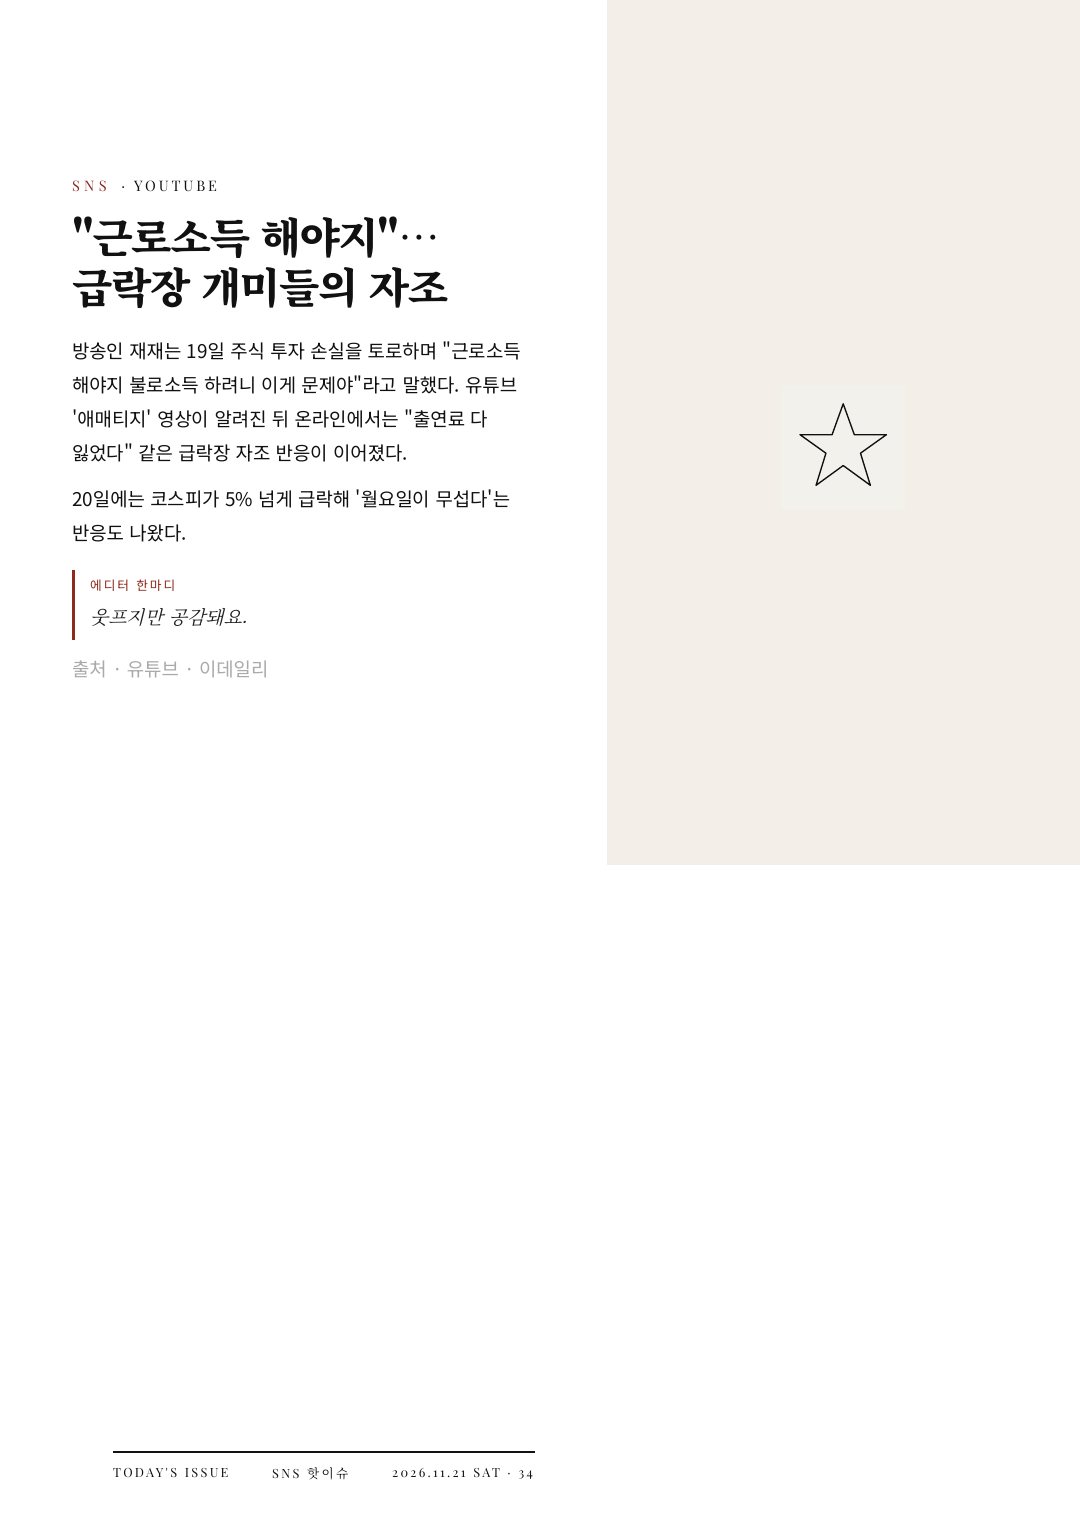 SNS · YOUTUBE
"근로소득 해야지"…
급락장 개미들의 자조
방송인 재재는 19일 주식 투자 손실을 토로하며 "근로소득
해야지 불로소득 하려니 이게 문제야"라고 말했다. 유튜브
'애매티지' 영상이 알려진 뒤 온라인에서는 "출연료 다
잃었다" 같은 급락장 자조 반응이 이어졌다.
20일에는 코스피가 5% 넘게 급락해 '월요일이 무섭다'는
반응도 나왔다.
에디터 한마디
웃프지만 공감돼요.
출처 · 유튜브 · 이데일리
TODAY'S ISSUE SNS 핫이슈 2026.11.21 SAT · 34